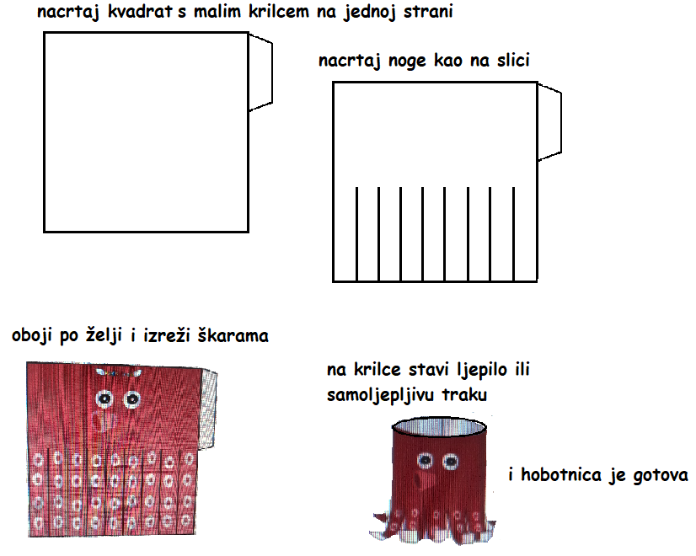 nacrtaj kvadrat s malim krilcem na jednoj strani
nacrtaj noge kao na slici
oboji po želji i izreži škarama
na krilce stavi ljepilo ili
samoljepljivu traku
i hobotnica je gotova